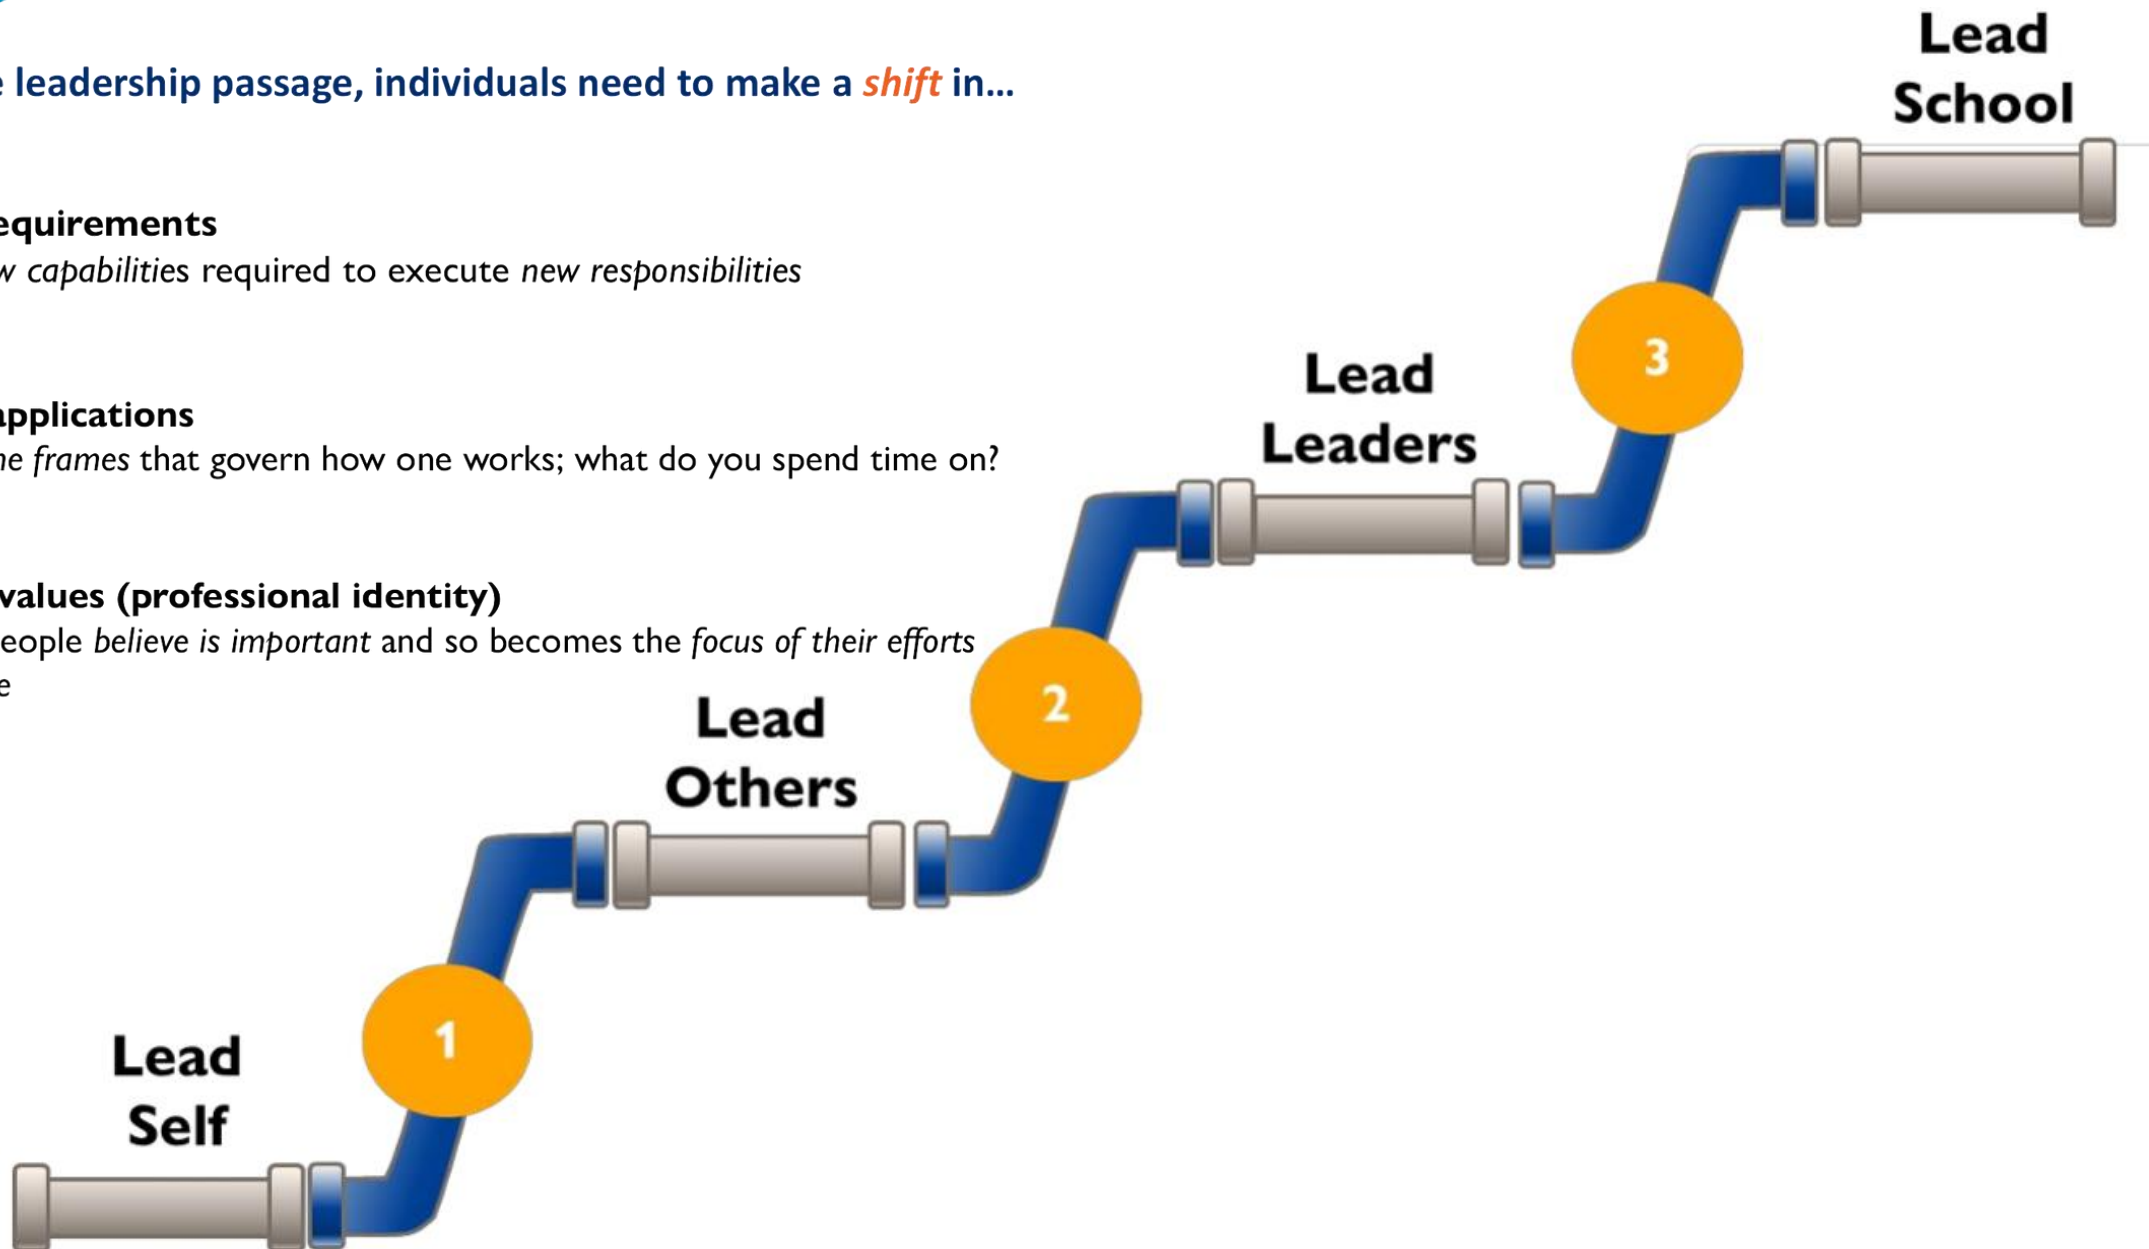 leadership passage, individuals need to make a shift in...
equirements
w capabilities required to execute new responsibilities
applications
ne frames that govern how one works; what do you spend time on?
values (professional identity)
eople believe is important and so becomes the focus of their efforts
e
Lead
School
3
Lead
Leaders
2
Lead
Others
1
Lead
Self